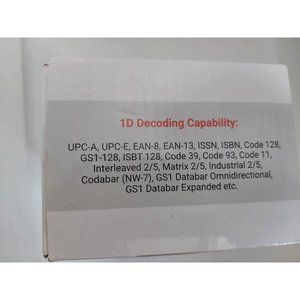 1D Decoding Capability:
UPC-A, UPC-E, EAN-8, EAN-13, ISSN, ISBN, Code 128,
GS1-128, ISBT 128, Code 39, Code 93, Code 11,
Interleaved 2/5, Matrix 2/5, Industrial 2/5,
Codabar (NW-7), GS1 Databar Omnidirectional,
GS1 Databar Expanded etc.